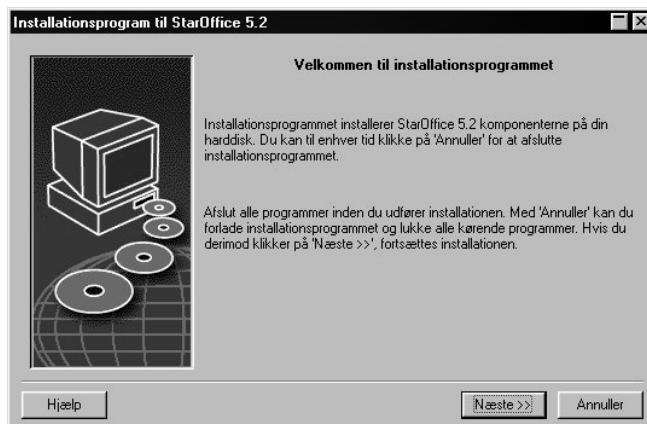 Installationsprogram til StarOffice 5.2
Velkommen til installationsprogrammet
Installationsprogrammet installerer StarOffice 5.2 komponenterne på din
harddisk. Du kan til enhver tid klikke på 'Annuller' for at afslutte
installationsprogrammet.
Afslut alle programmer inden du udfører installationen. Med 'Annuller' kan du
forlade installationsprogrammet og lukke alle kørende programmer. Hvis du
derimod klikker på 'Næste >>', fortsættes installationen.
Hjælp
Næste >>
Annuller